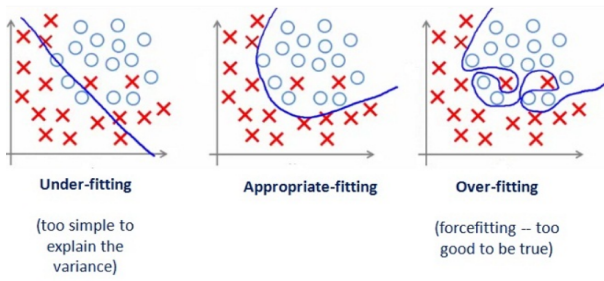 Under-fitting
Appropriate-fitting
Over-fitting
(too simple to
explain the
variance)
(forcefitting -- too
good to be true)